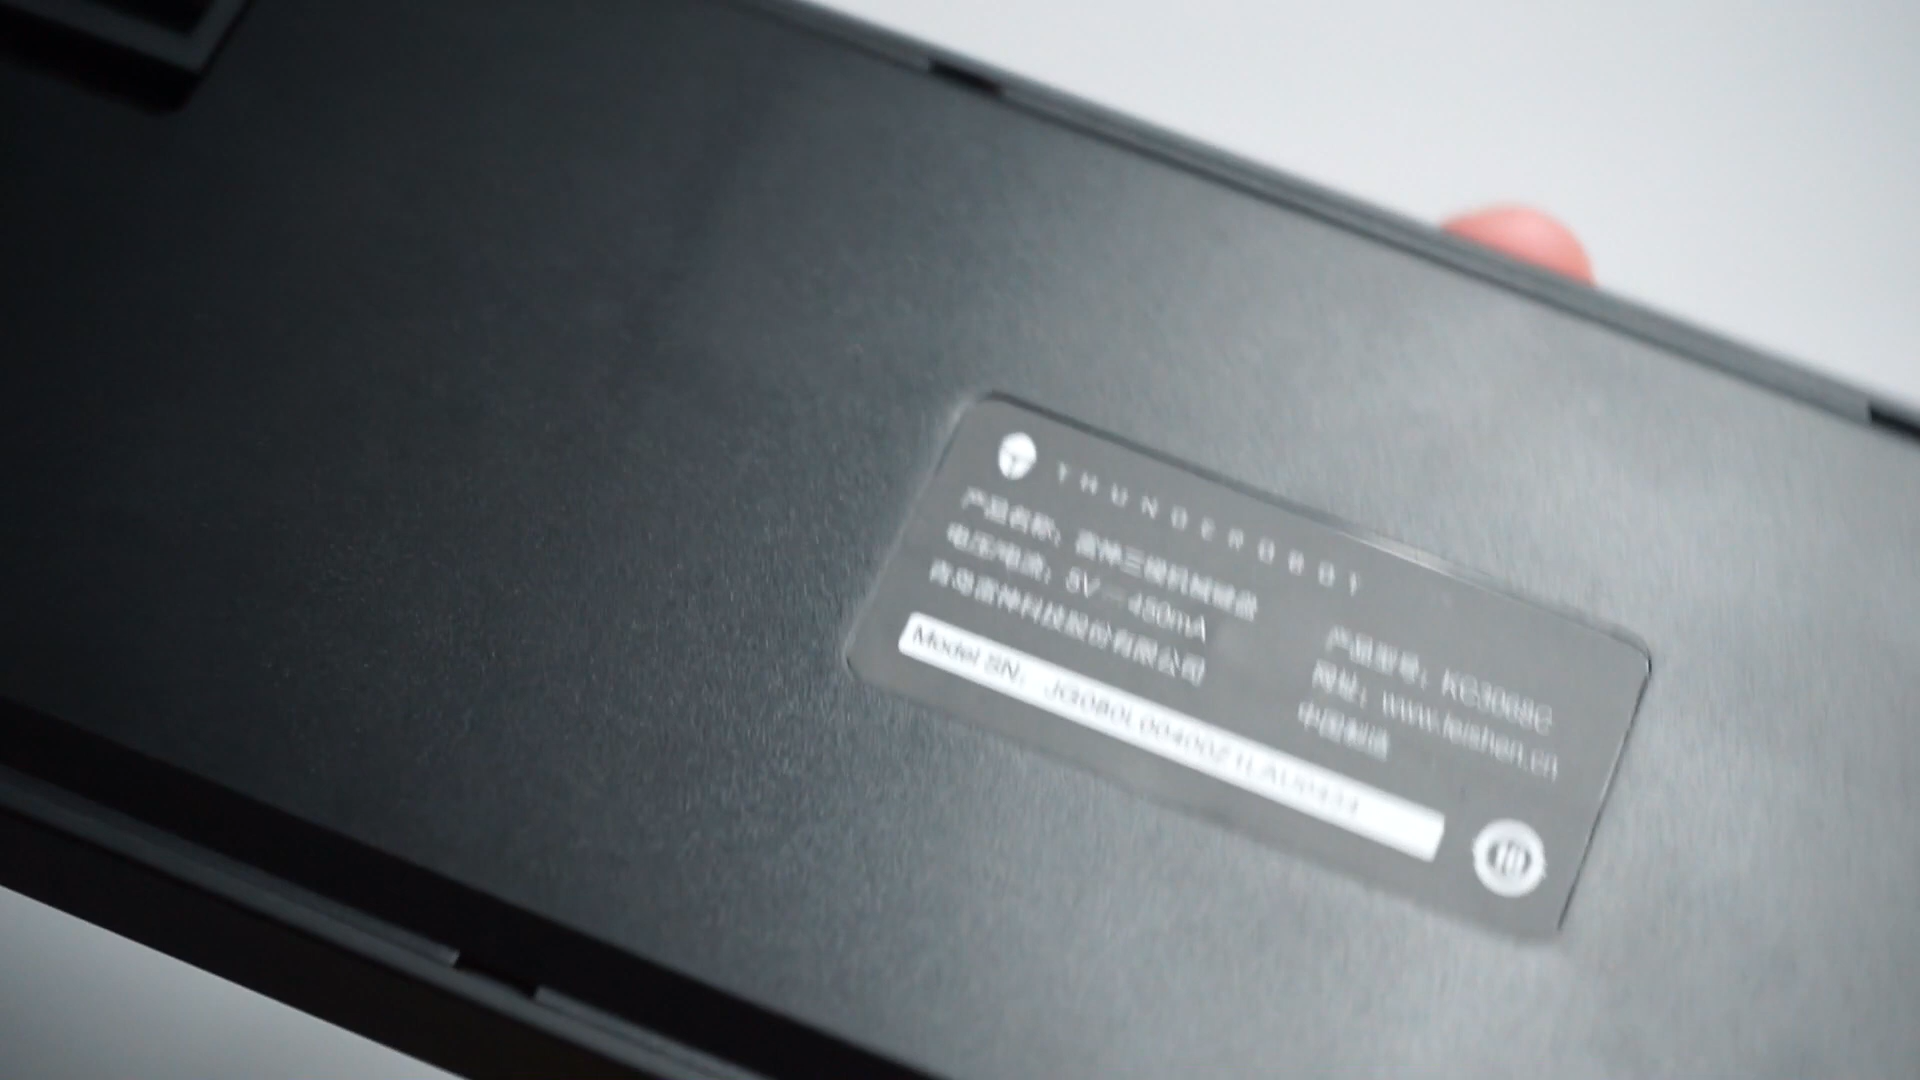 THUNDEROBOT
产品名称：雷神三模机械键盘
电压/电流：5V⎓450mA
青岛雷神科技股份有限公司
产品型号：KC3068C
网址：www.leishen.cn
中国制造
Model SN：